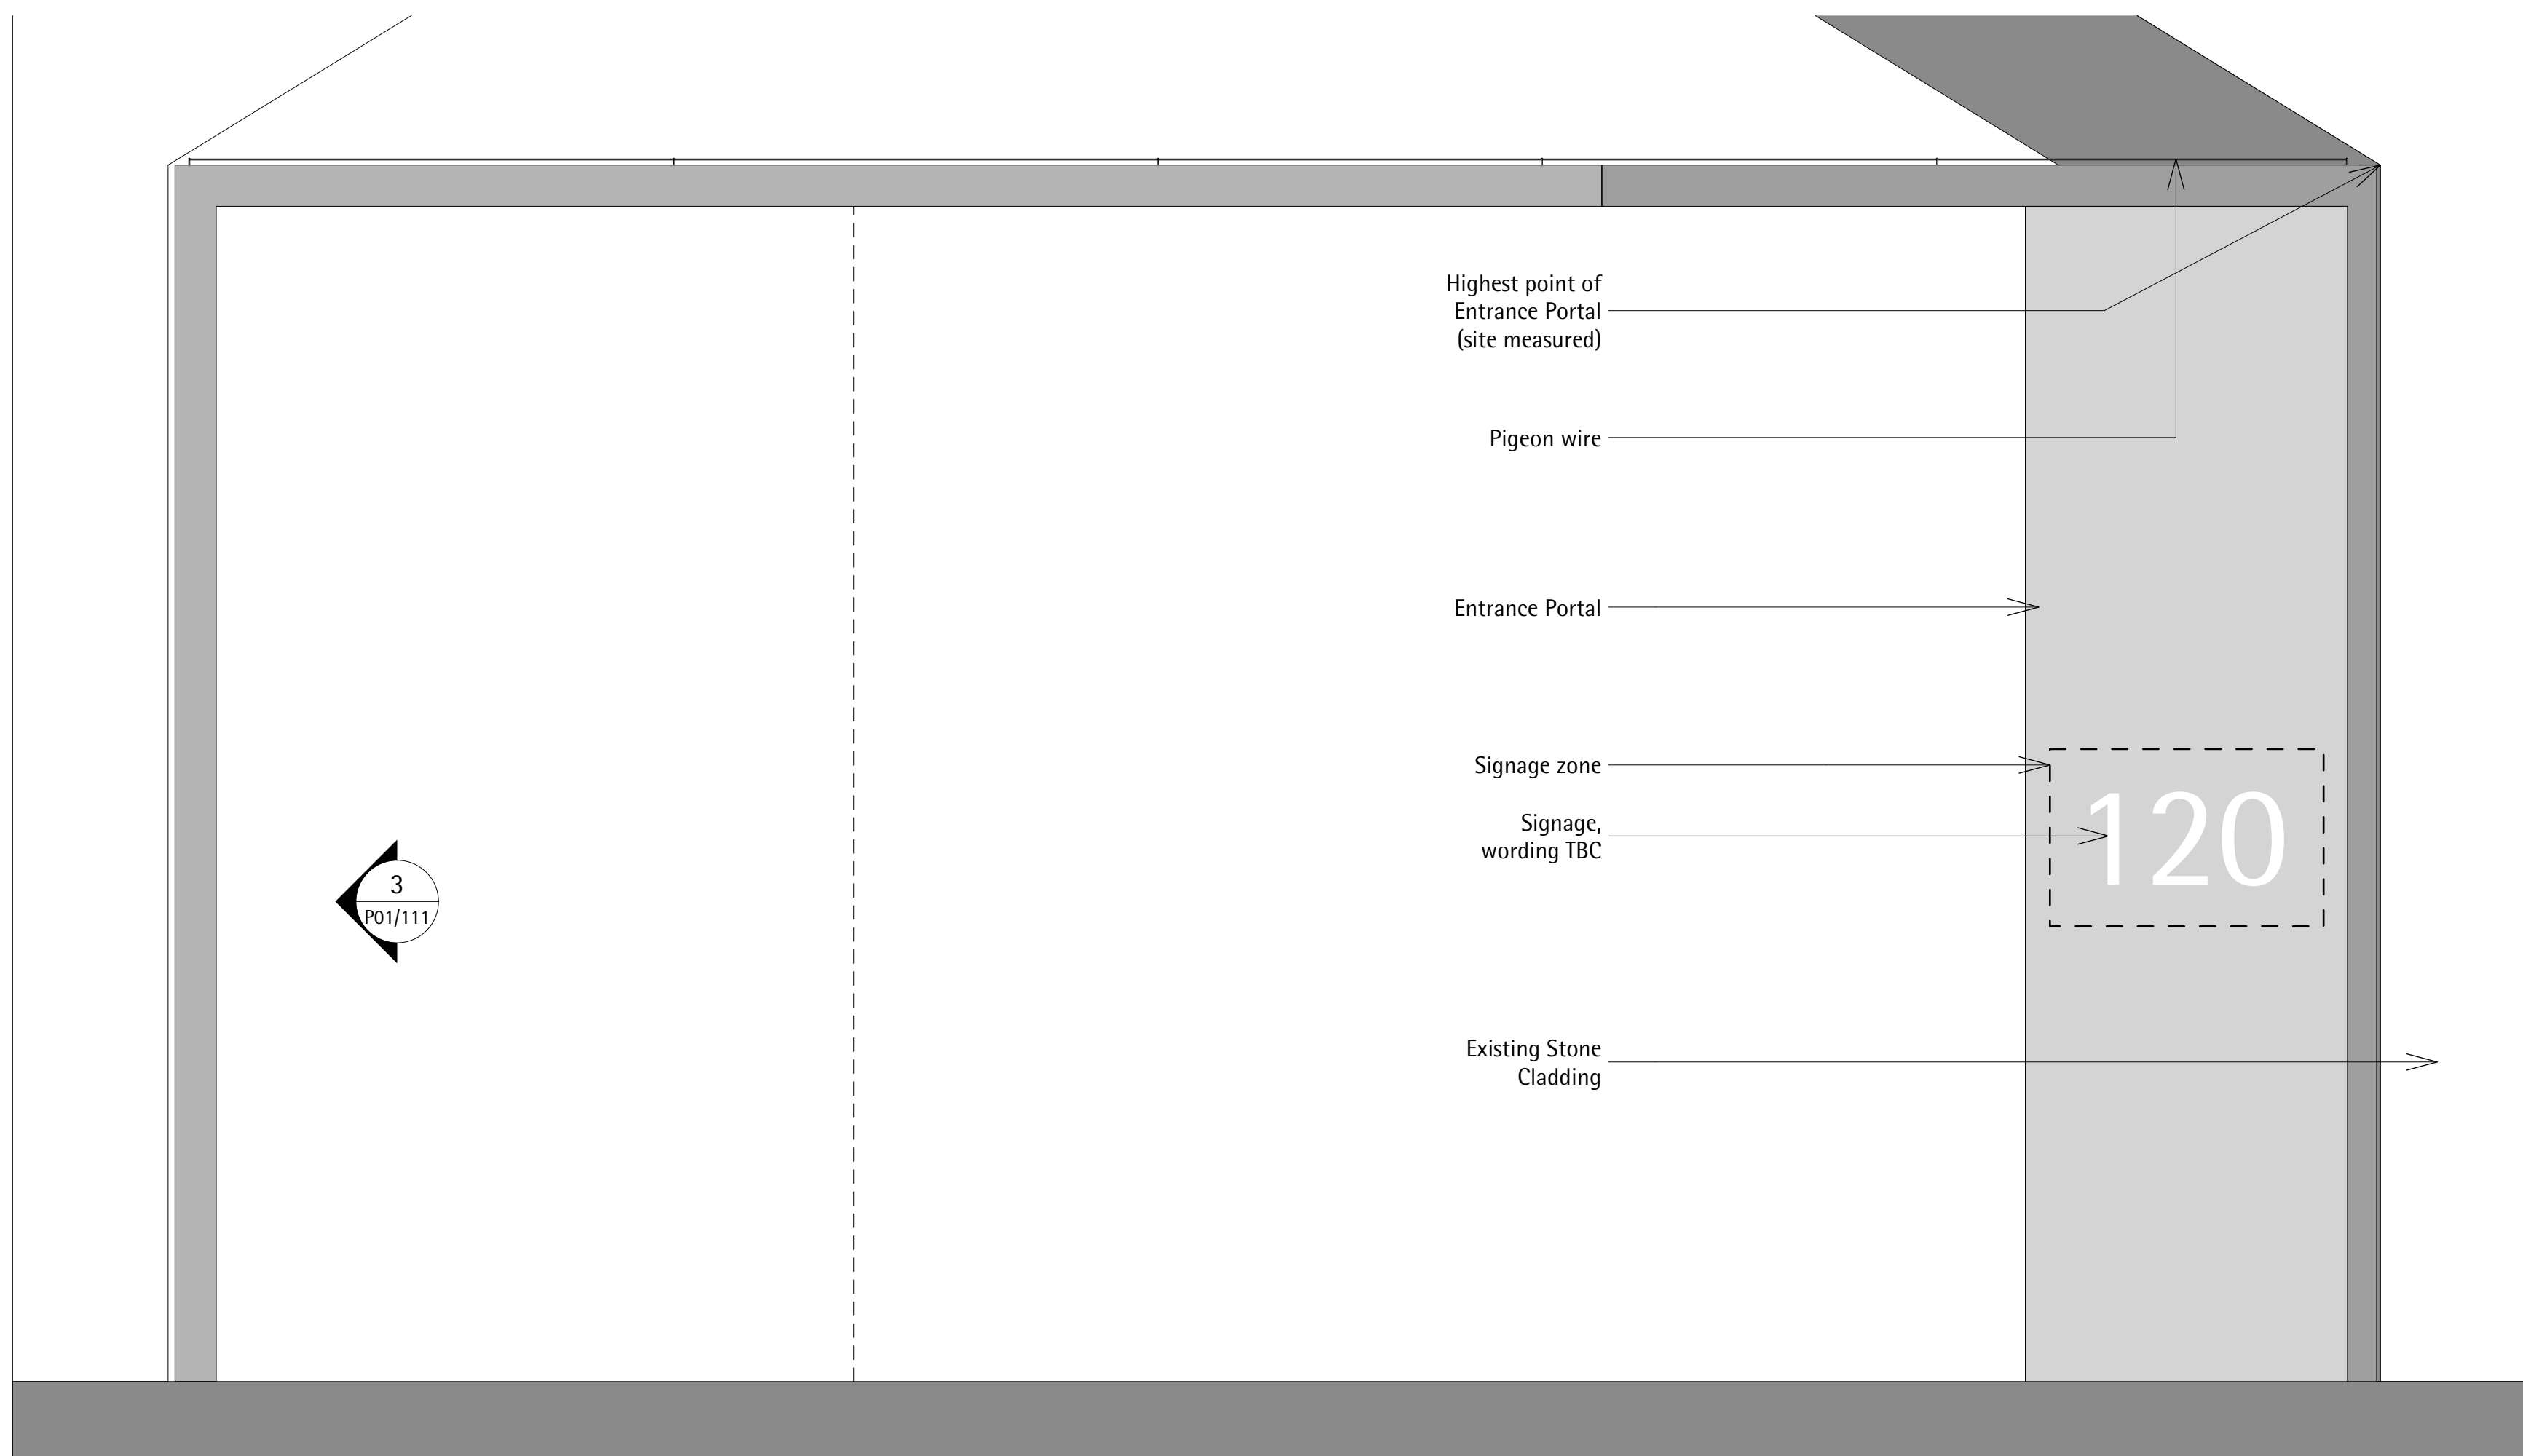 Highest point of
Entrance Portal
(site measured)
Pigeon wire
Entrance Portal
Signage zone
Signage,
wording TBC
120
3
P01/111
Existing Stone
Cladding